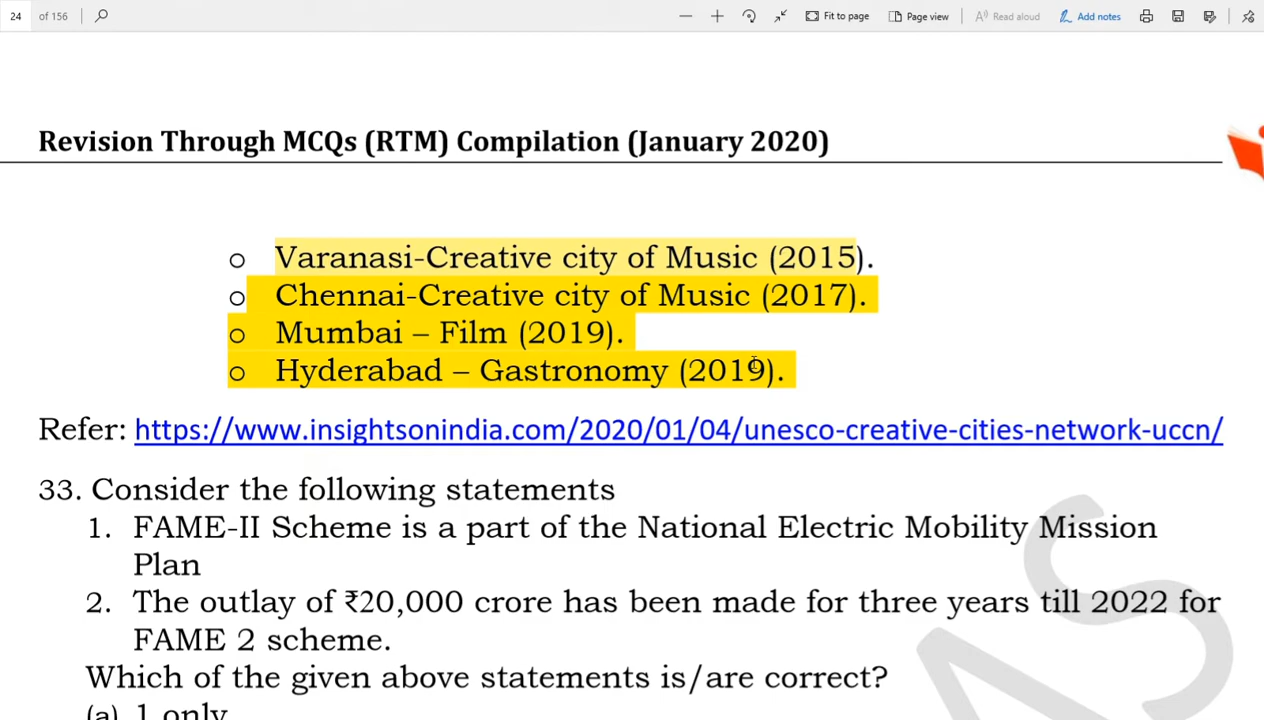 24 of 156 Fit to page Page view Read aloud Add notes
Revision Through MCQs (RTM) Compilation (January 2020)
o Varanasi-Creative city of Music (2015).
o Chennai-Creative city of Music (2017).
o Mumbai – Film (2019).
o Hyderabad – Gastronomy (2019).
Refer: https://www.insightsonindia.com/2020/01/04/unesco-creative-cities-network-uccn/
33. Consider the following statements
1. FAME-II Scheme is a part of the National Electric Mobility Mission
Plan
2. The outlay of ₹20,000 crore has been made for three years till 2022 for
FAME 2 scheme.
Which of the given above statements is/are correct?
(a) 1 only
AS